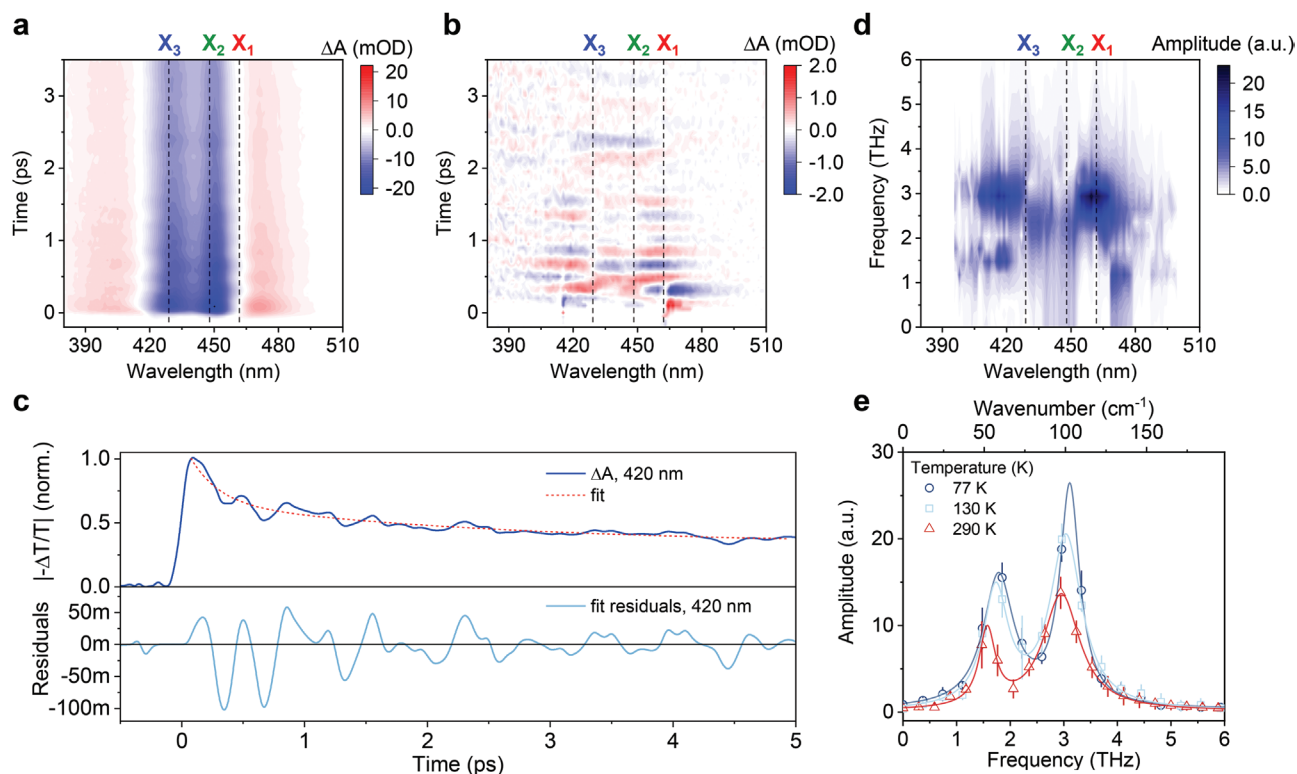 a
X3 X2 X1
ΔA (mOD)
20
10
0.0
-10
-20
3
2
1
0
Time (ps)
390 420 450 480 510
Wavelength (nm)
b
X3 X2 X1
ΔA (mOD)
2.0
1.0
0.0
-1.0
-2.0
3
2
1
0
Time (ps)
390 420 450 480 510
Wavelength (nm)
d
X3 X2 X1
Amplitude (a.u.)
20
15
10
5.0
0.0
6
5
4
3
2
1
0
Frequency (THz)
390 420 450 480 510
Wavelength (nm)
c
1.0
0.5
0.0
|-ΔT/T| (norm.)
ΔA, 420 nm
fit
50m
0m
-50m
-100m
Residuals
fit residuals, 420 nm
0 1 2 3 4 5
Time (ps)
e
Wavenumber (cm-1)
0 50 100 150
30
20
10
0
Amplitude (a.u.)
Temperature (K)
77 K
130 K
290 K
0 1 2 3 4 5 6
Frequency (THz)